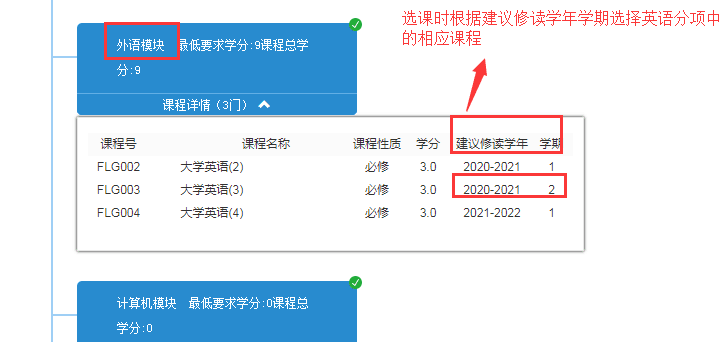 选课时根据建议修读学年学期选择英语分项中
的相应课程
外语模块 最低要求学分:9课程总学
分:9
课程详情（3门）
课程号 课程名称 课程性质 学分 建议修读学年 学期
FLG002 大学英语(2) 必修 3.0 2020-2021 1
FLG003 大学英语(3) 必修 3.0 2020-2021 2
FLG004 大学英语(4) 必修 3.0 2021-2022 1
计算机模块 最低要求学分:0课程总
学分:0